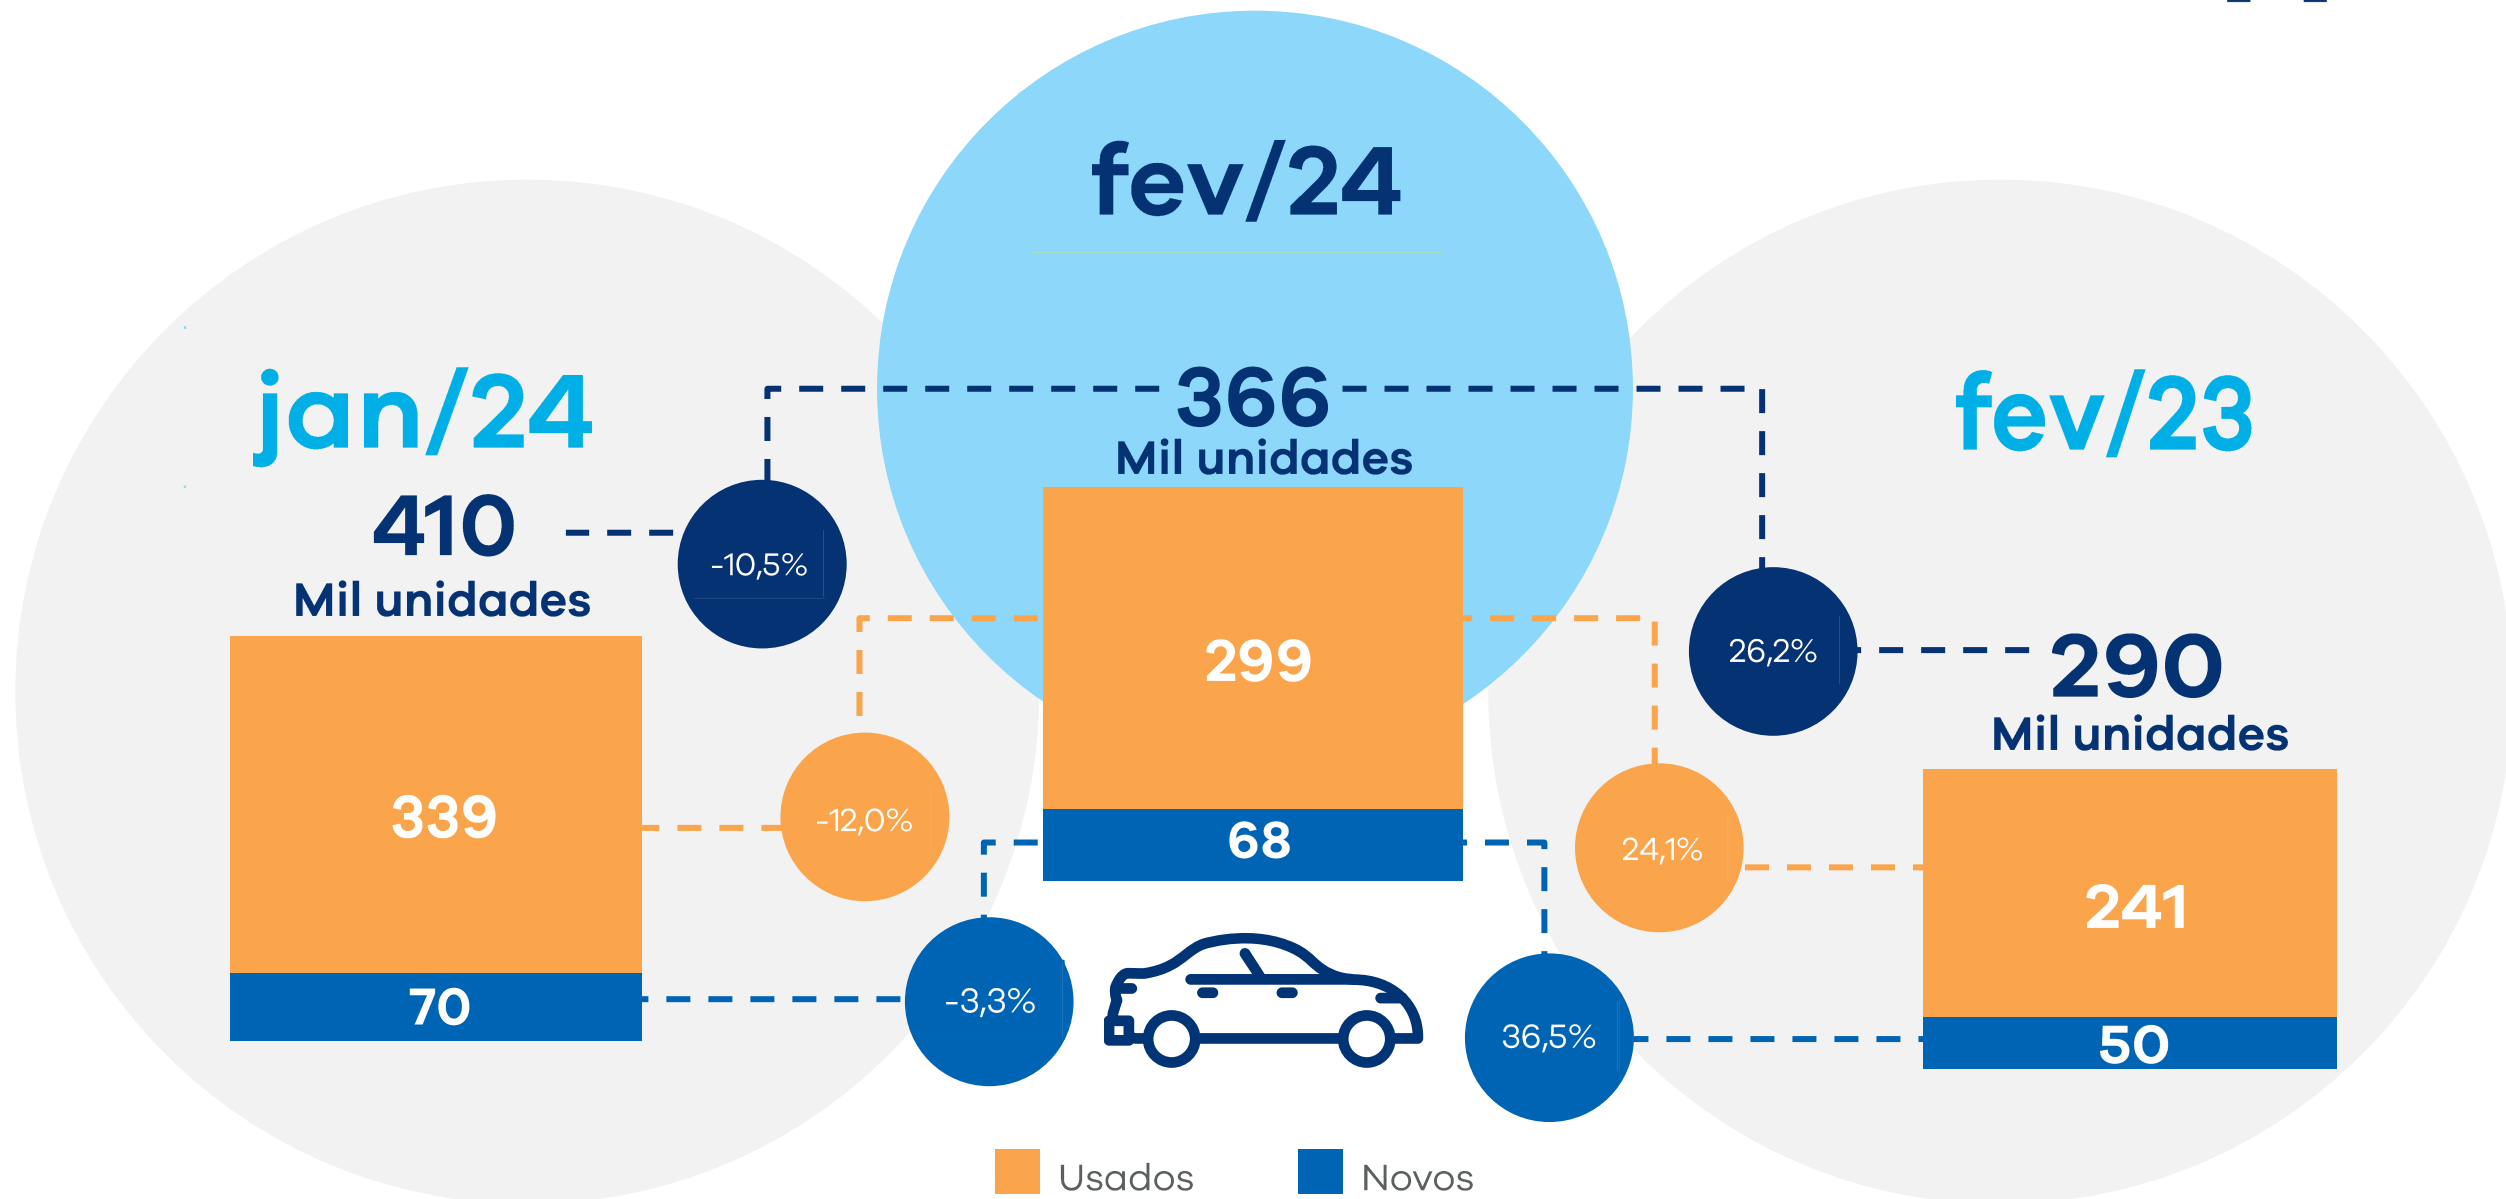 fev/24
366
Mil unidades
299
68
jan/24
410
Mil unidades
339
70
-10,5%
-12,0%
-3,3%
fev/23
290
Mil unidades
241
50
26,2%
24,1%
36,5%
Usados
Novos